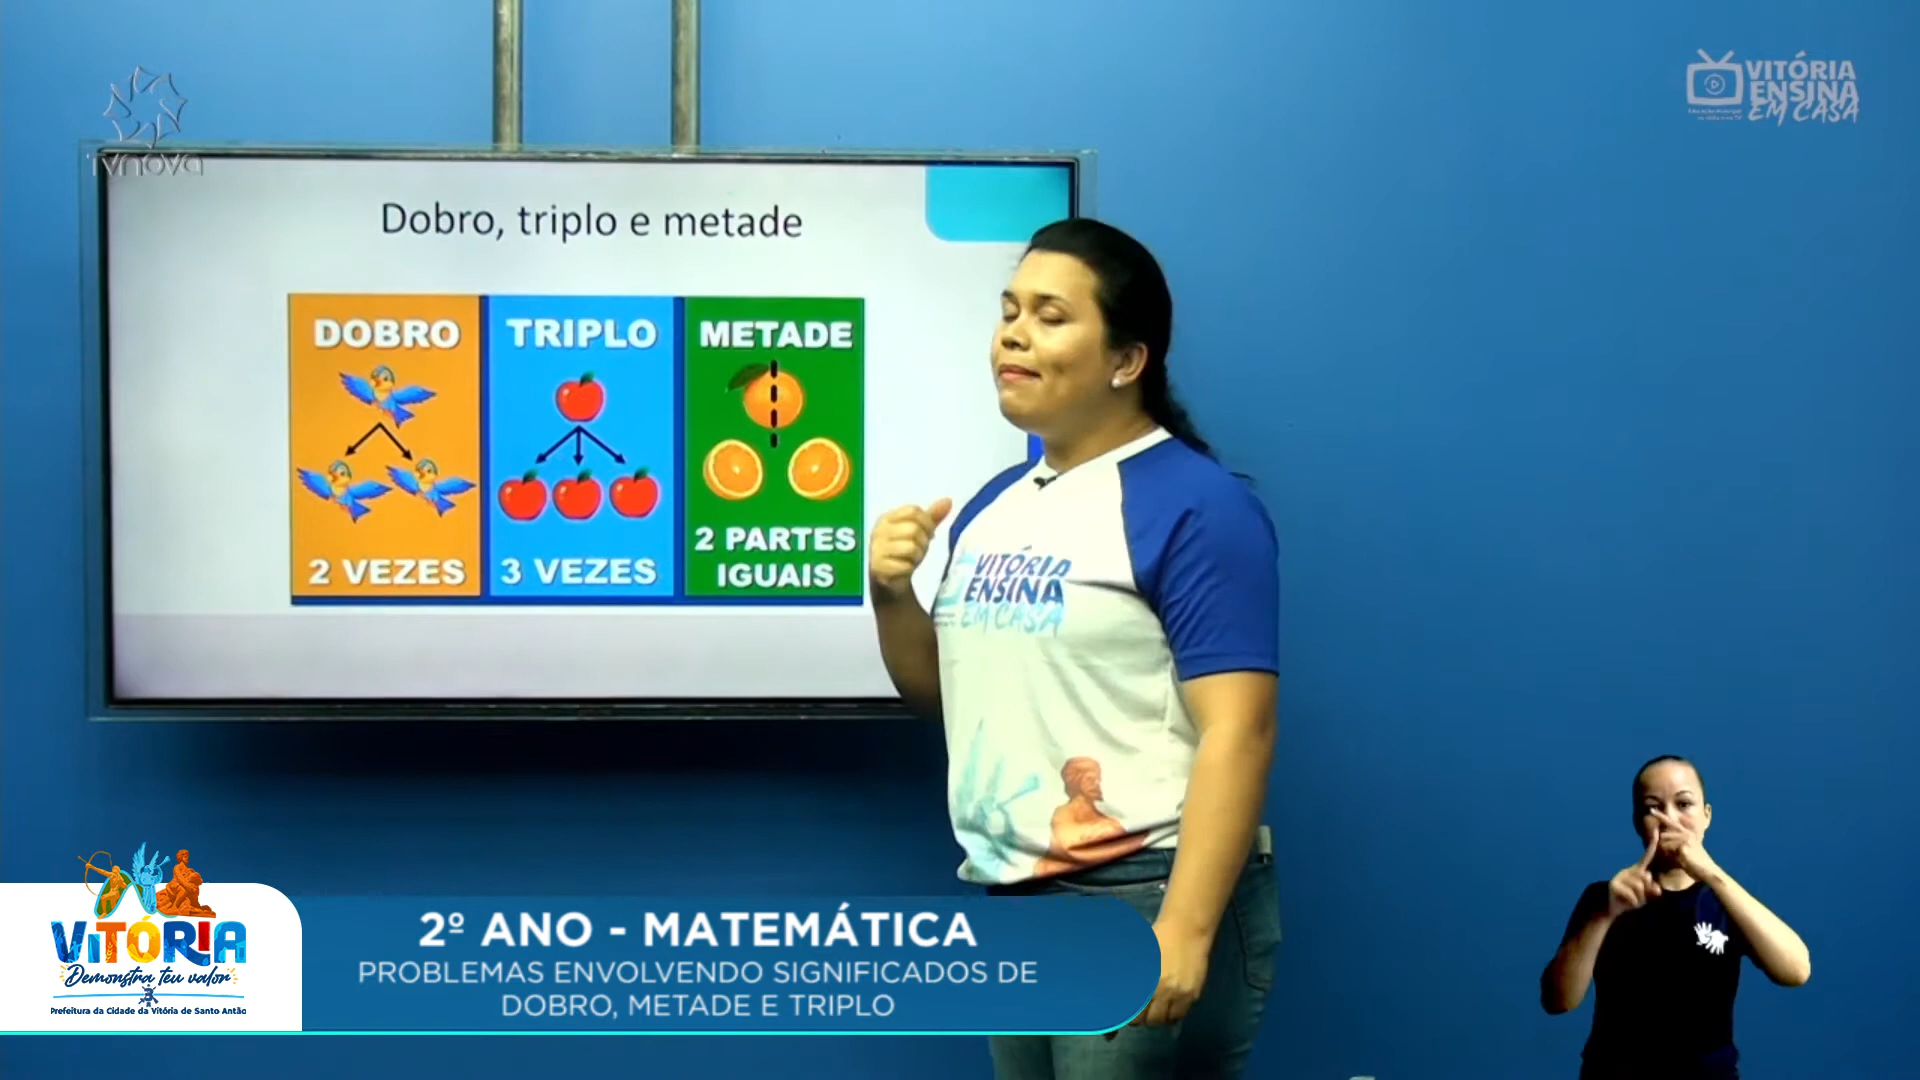 TVNOVA
VITÓRIA
ENSINA
EM CASA
Dobro, triplo e metade
DOBRO
TRIPLO
METADE
2 VEZES
3 VEZES
2 PARTES
IGUAIS
VITÓRIA
ENSINA
EM CASA
VITÓRIA
Demonstra teu valor
Prefeitura da Cidade da Vitória de Santo Antão
2º ANO - MATEMÁTICA
PROBLEMAS ENVOLVENDO SIGNIFICADOS DE
DOBRO, METADE E TRIPLO